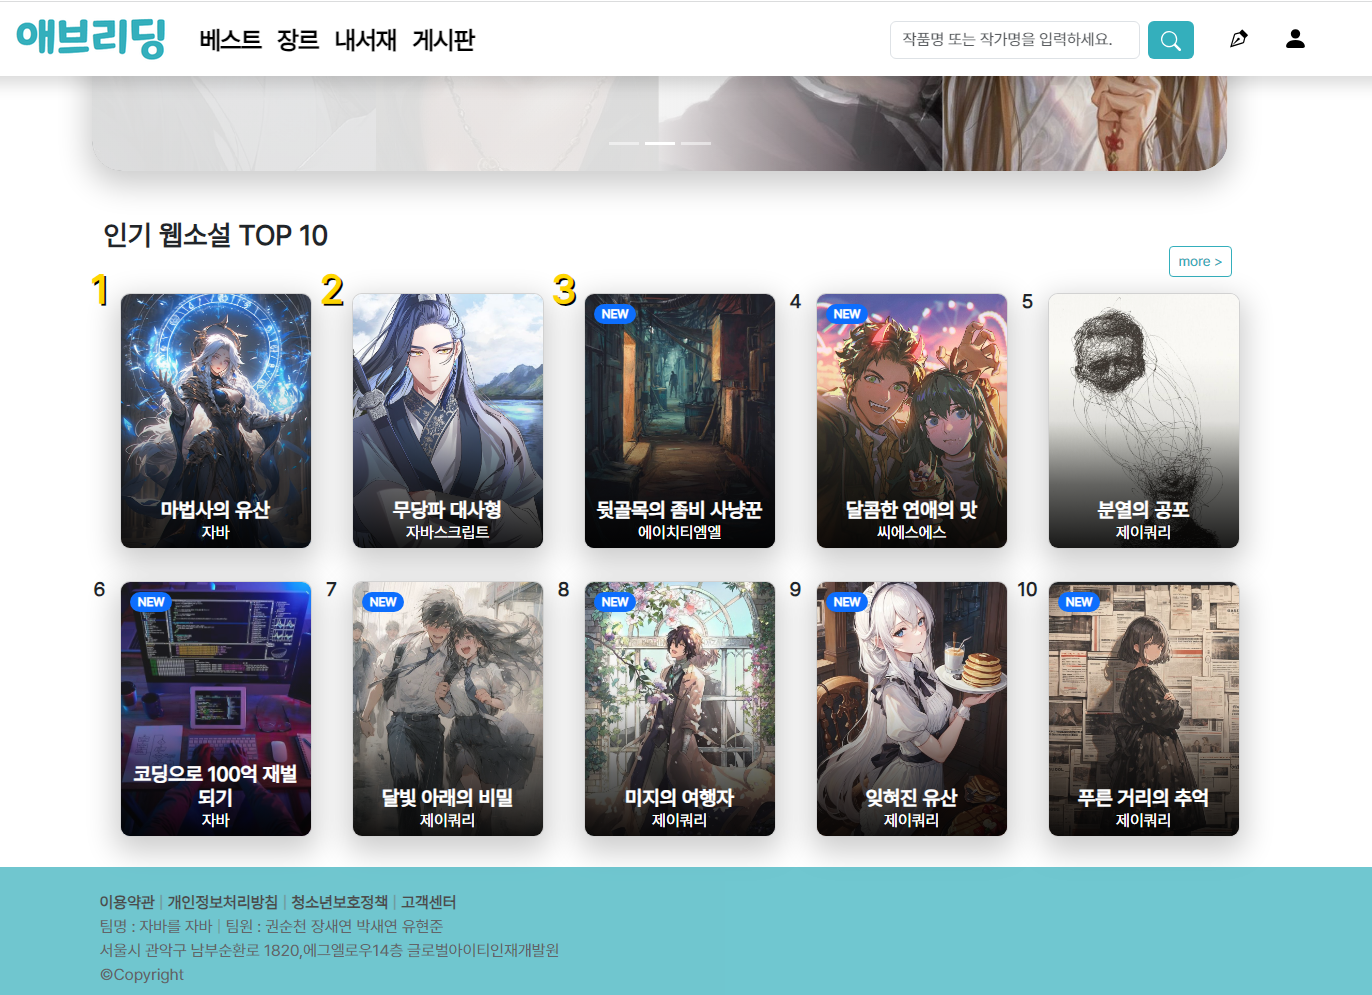 애브리딩
베스트 장르 내서재 게시판
작품명 또는 작가명을 입력하세요.
인기 웹소설 TOP 10
more >
1
마법사의 유산
자바
2
무당파 대사형
자바스크립트
3
NEW
뒷골목의 좀비 사냥꾼
에이치티엠엘
4
NEW
달콤한 연애의 맛
씨에스에스
5
분열의 공포
제이쿼리
6
NEW
코딩으로 100억 재벌
되기
자바
7
NEW
달빛 아래의 비밀
제이쿼리
8
NEW
미지의 여행자
제이쿼리
9
NEW
잊혀진 유산
제이쿼리
10
NEW
푸른 거리의 추억
제이쿼리
이용약관 | 개인정보처리방침 | 청소년보호정책 | 고객센터
팀명 : 자바를 자바 | 팀원 : 권순천 장새연 박새연 유현준
서울시 관악구 남부순환로 1820,에그엘로우14층 글로벌아이티인재개발원
©Copyright